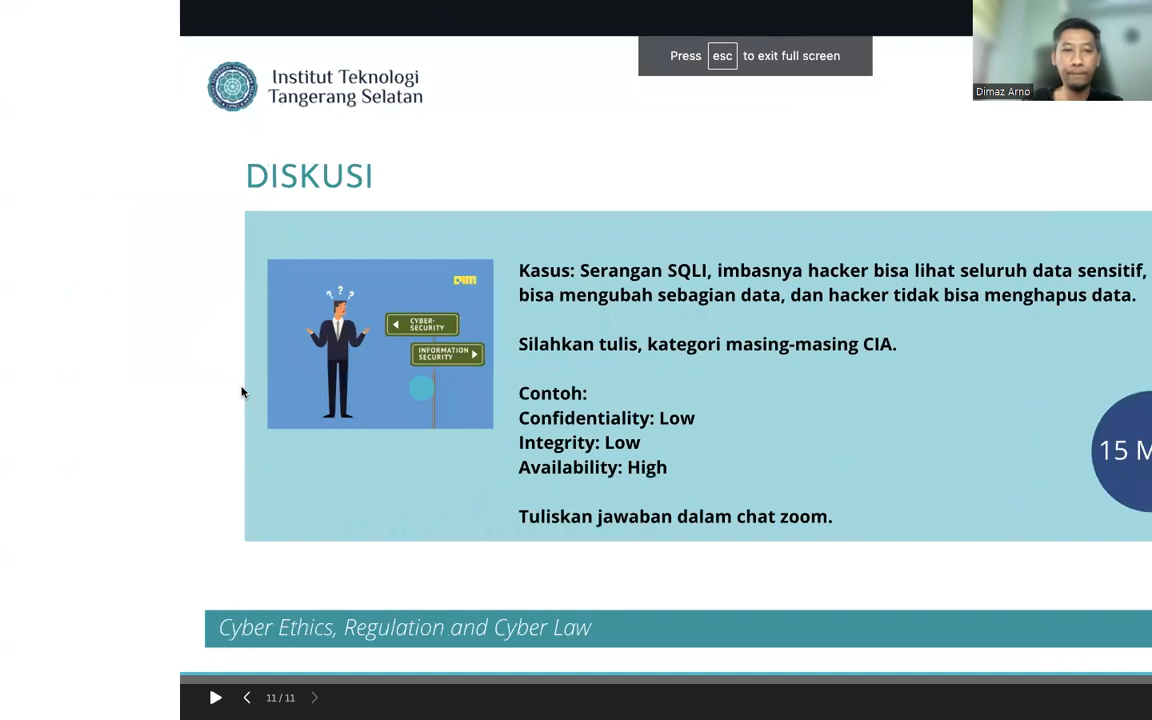 Press esc to exit full screen
Dimaz Arno
Institut Teknologi
Tangerang Selatan
DISKUSI
CYBER-
SECURITY
INFORMATION
SECURITY
Kasus: Serangan SQLI, imbasnya hacker bisa lihat seluruh data sensitif,
bisa mengubah sebagian data, dan hacker tidak bisa menghapus data.
Silahkan tulis, kategori masing-masing CIA.
Contoh:
Confidentiality: Low
Integrity: Low
Availability: High
Tuliskan jawaban dalam chat zoom.
15 M
Cyber Ethics, Regulation and Cyber Law
11 / 11